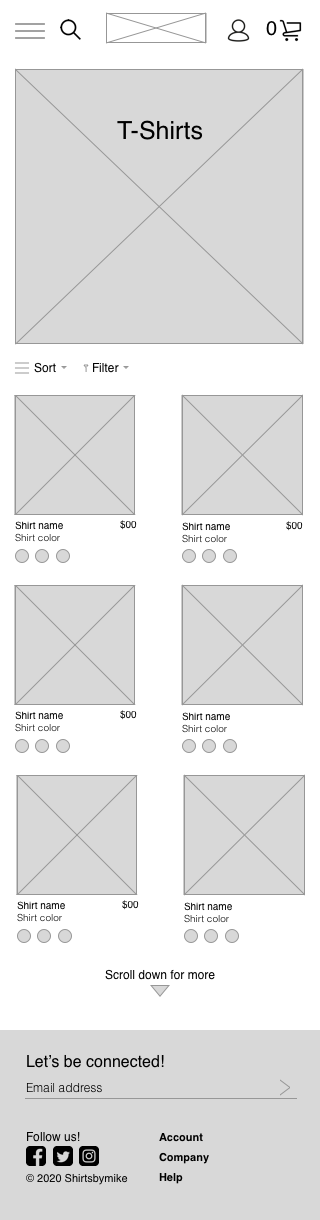 0
T-Shirts
Sort Filter
Shirt name $00 Shirt name $00
Shirt color Shirt color
Shirt name $00 Shirt name
Shirt color Shirt color
Shirt name $00 Shirt name
Shirt color Shirt color
Scroll down for more
Let's be connected!
Email address
Follow us! Account
Company
© 2020 Shirtsbymike Help